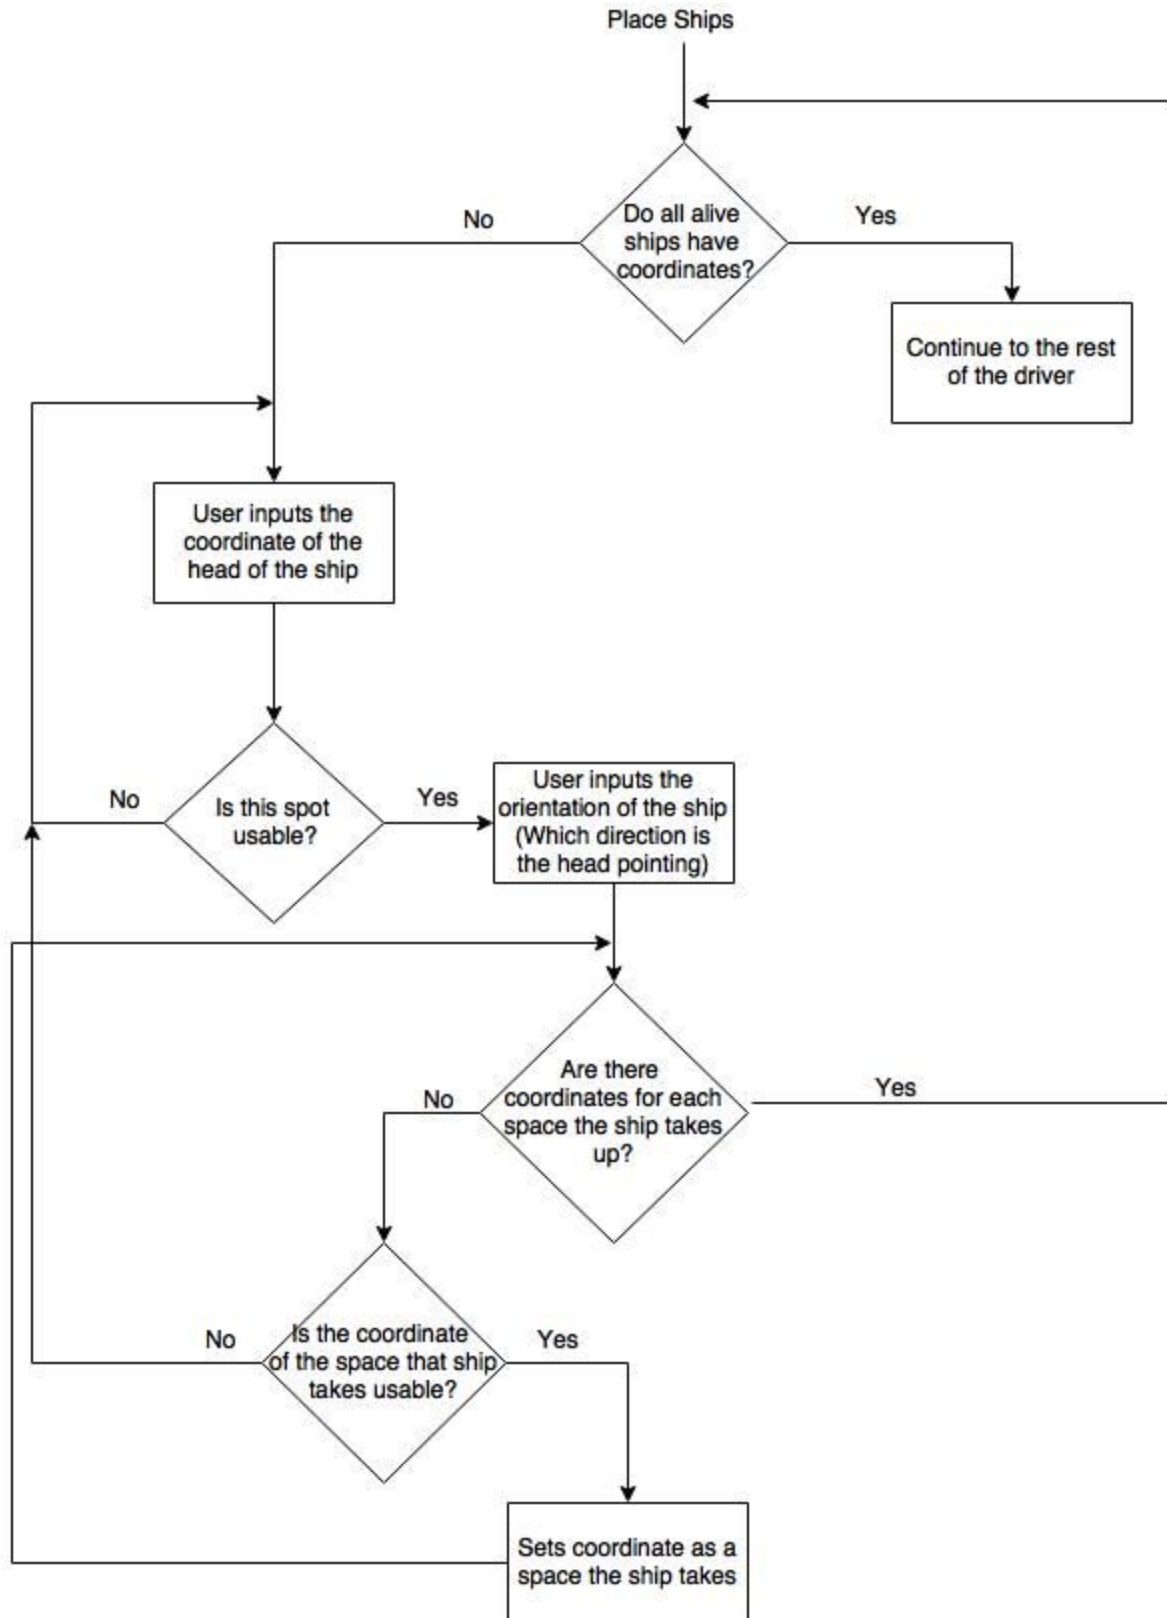 Place Ships
Do all alive
ships have
coordinates?
No
Yes
Continue to the rest
of the driver
User inputs the
coordinate of the
head of the ship
Is this spot
usable?
No
Yes
User inputs the
orientation of the ship
(Which direction is
the head pointing)
Are there
coordinates for each
space the ship takes
up?
No
Yes
Is the coordinate
of the space that ship
takes usable?
No
Yes
Sets coordinate as a
space the ship takes